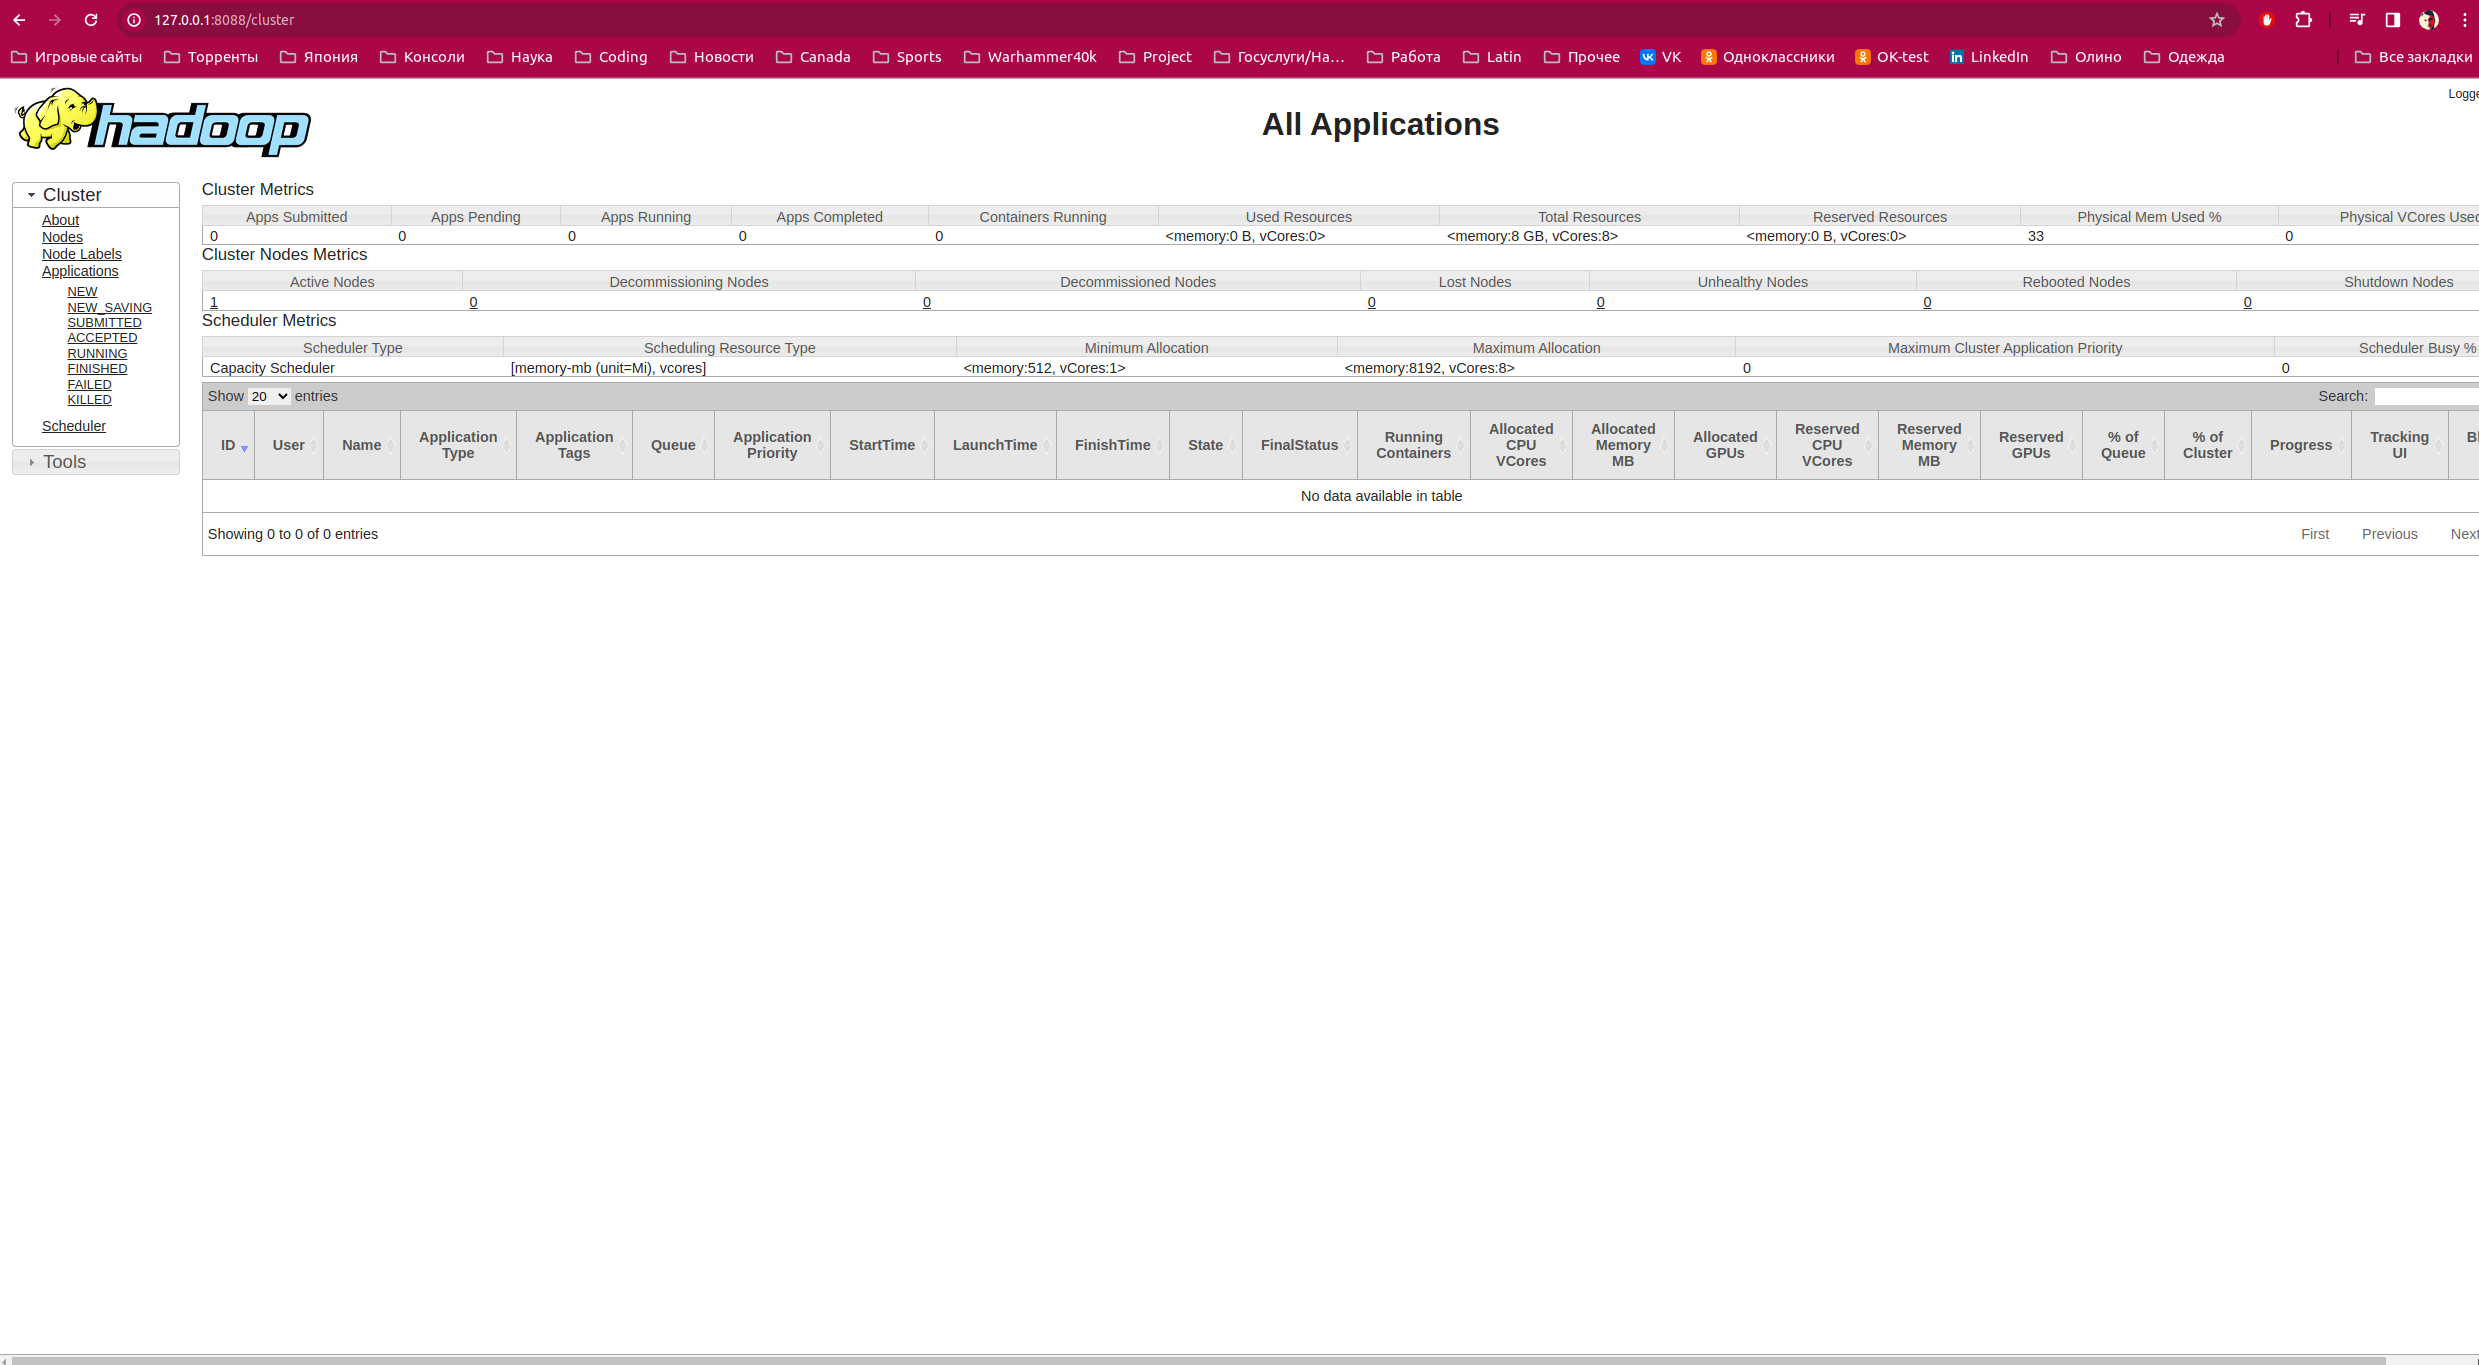 127.0.0.1:8088/cluster
Игровые сайты Торренты Япония Консоли Наука Coding Новости Canada Sports Warhammer40k Project Госуслуги/На... Работа Latin Прочее VK Одноклассники OK-test LinkedIn Олино Одежда Все закладки
hadoop
All Applications
Logge
Cluster
About
Nodes
Node Labels
Applications
NEW
NEW_SAVING
SUBMITTED
ACCEPTED
RUNNING
FINISHED
FAILED
KILLED
Scheduler
Tools
Cluster Metrics
Apps Submitted Apps Pending Apps Running Apps Completed Containers Running Used Resources Total Resources Reserved Resources Physical Mem Used % Physical VCores Used
0 0 0 0 0 <memory:0 B, vCores:0> <memory:8 GB, vCores:8> <memory:0 B, vCores:0> 33 0
Cluster Nodes Metrics
Active Nodes Decommissioning Nodes Decommissioned Nodes Lost Nodes Unhealthy Nodes Rebooted Nodes Shutdown Nodes
1 0 0 0 0 0 0
Scheduler Metrics
Scheduler Type Scheduling Resource Type Minimum Allocation Maximum Allocation Maximum Cluster Application Priority Scheduler Busy %
Capacity Scheduler [memory-mb (unit=Mi), vcores] <memory:512, vCores:1> <memory:8192, vCores:8> 0 0
Show 20 entries Search:
ID User Name Application Type Application Tags Queue Application Priority StartTime LaunchTime FinishTime State FinalStatus Running Containers Allocated CPU VCores Allocated Memory MB Allocated GPUs Reserved CPU VCores Reserved Memory MB Reserved GPUs % of Queue % of Cluster Progress Tracking UI Bl
No data available in table
Showing 0 to 0 of 0 entries First Previous Next